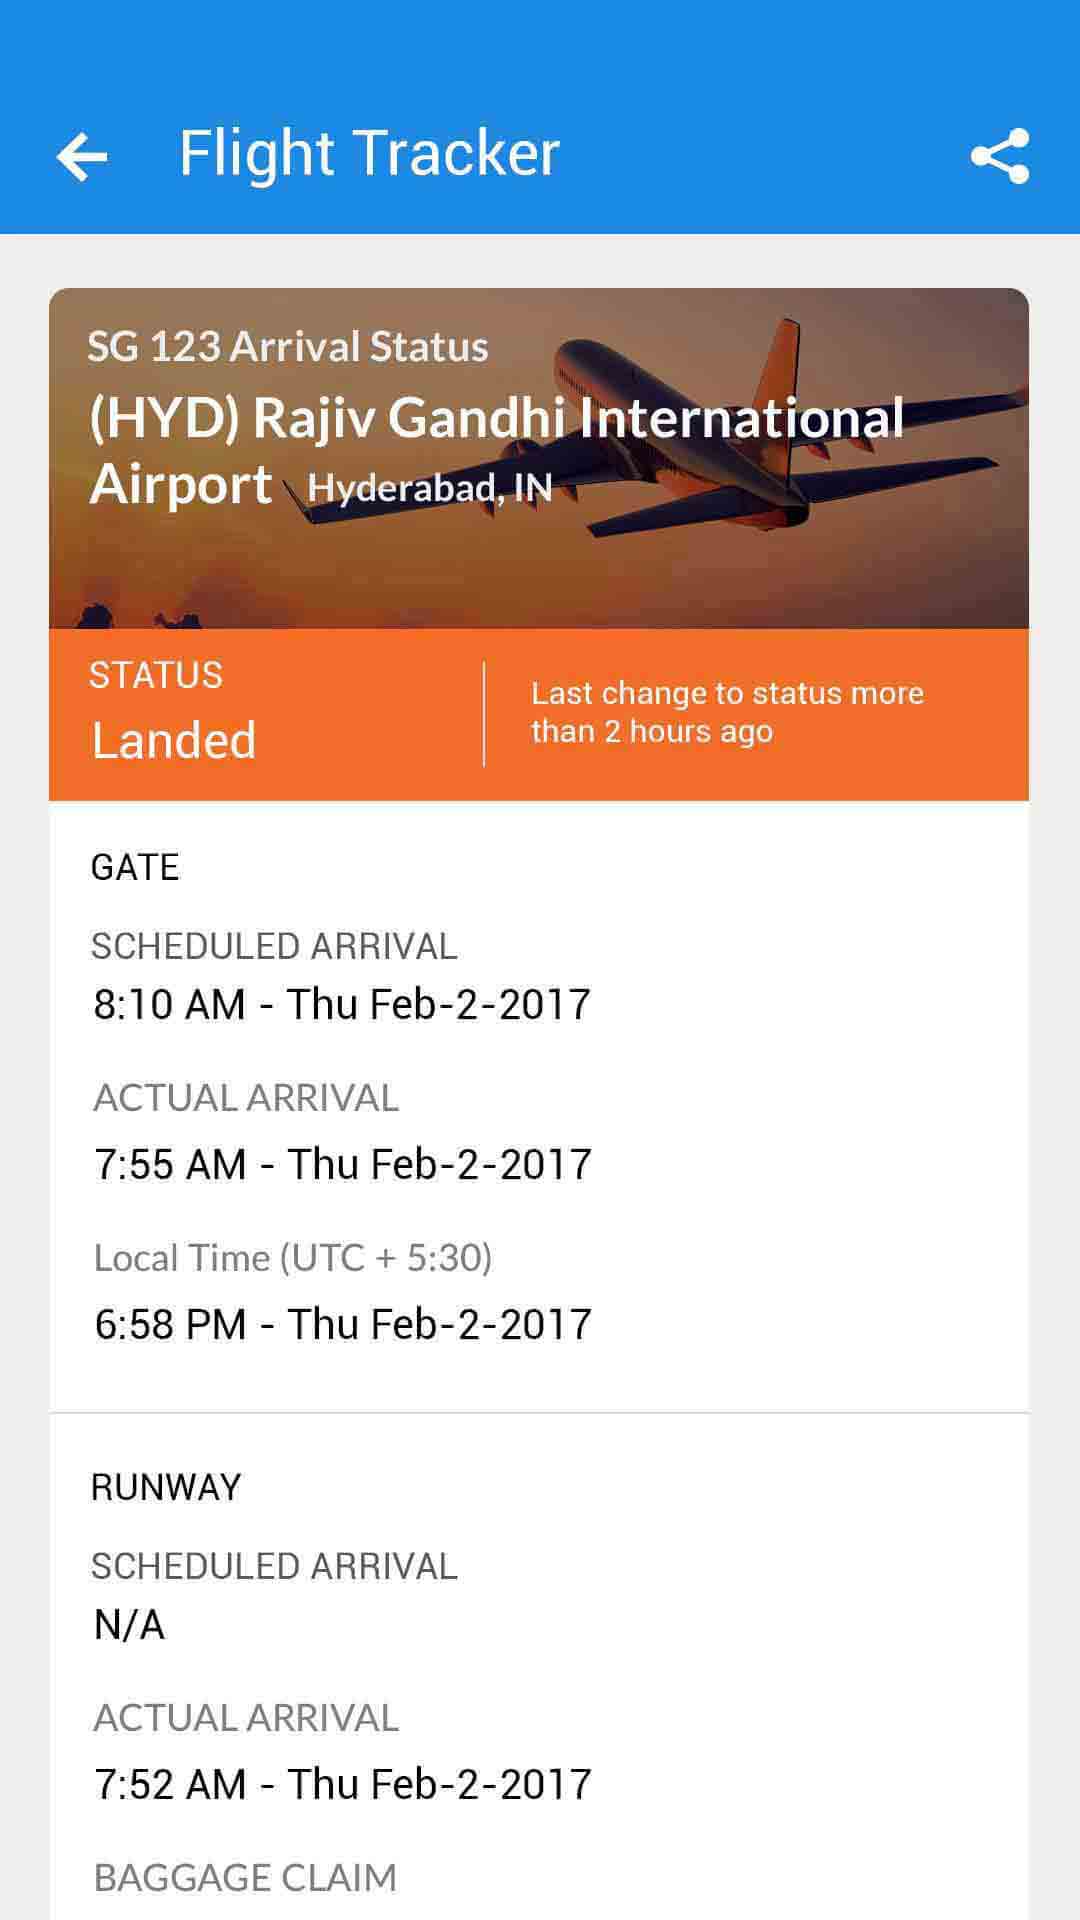 Flight Tracker
SG 123 Arrival Status
(HYD) Rajiv Gandhi International
Airport Hyderabad, IN
STATUS
Landed
Last change to status more
than 2 hours ago
GATE
SCHEDULED ARRIVAL
8:10 AM - Thu Feb-2-2017
ACTUAL ARRIVAL
7:55 AM - Thu Feb-2-2017
Local Time (UTC + 5:30)
6:58 PM - Thu Feb-2-2017
RUNWAY
SCHEDULED ARRIVAL
N/A
ACTUAL ARRIVAL
7:52 AM - Thu Feb-2-2017
BAGGAGE CLAIM